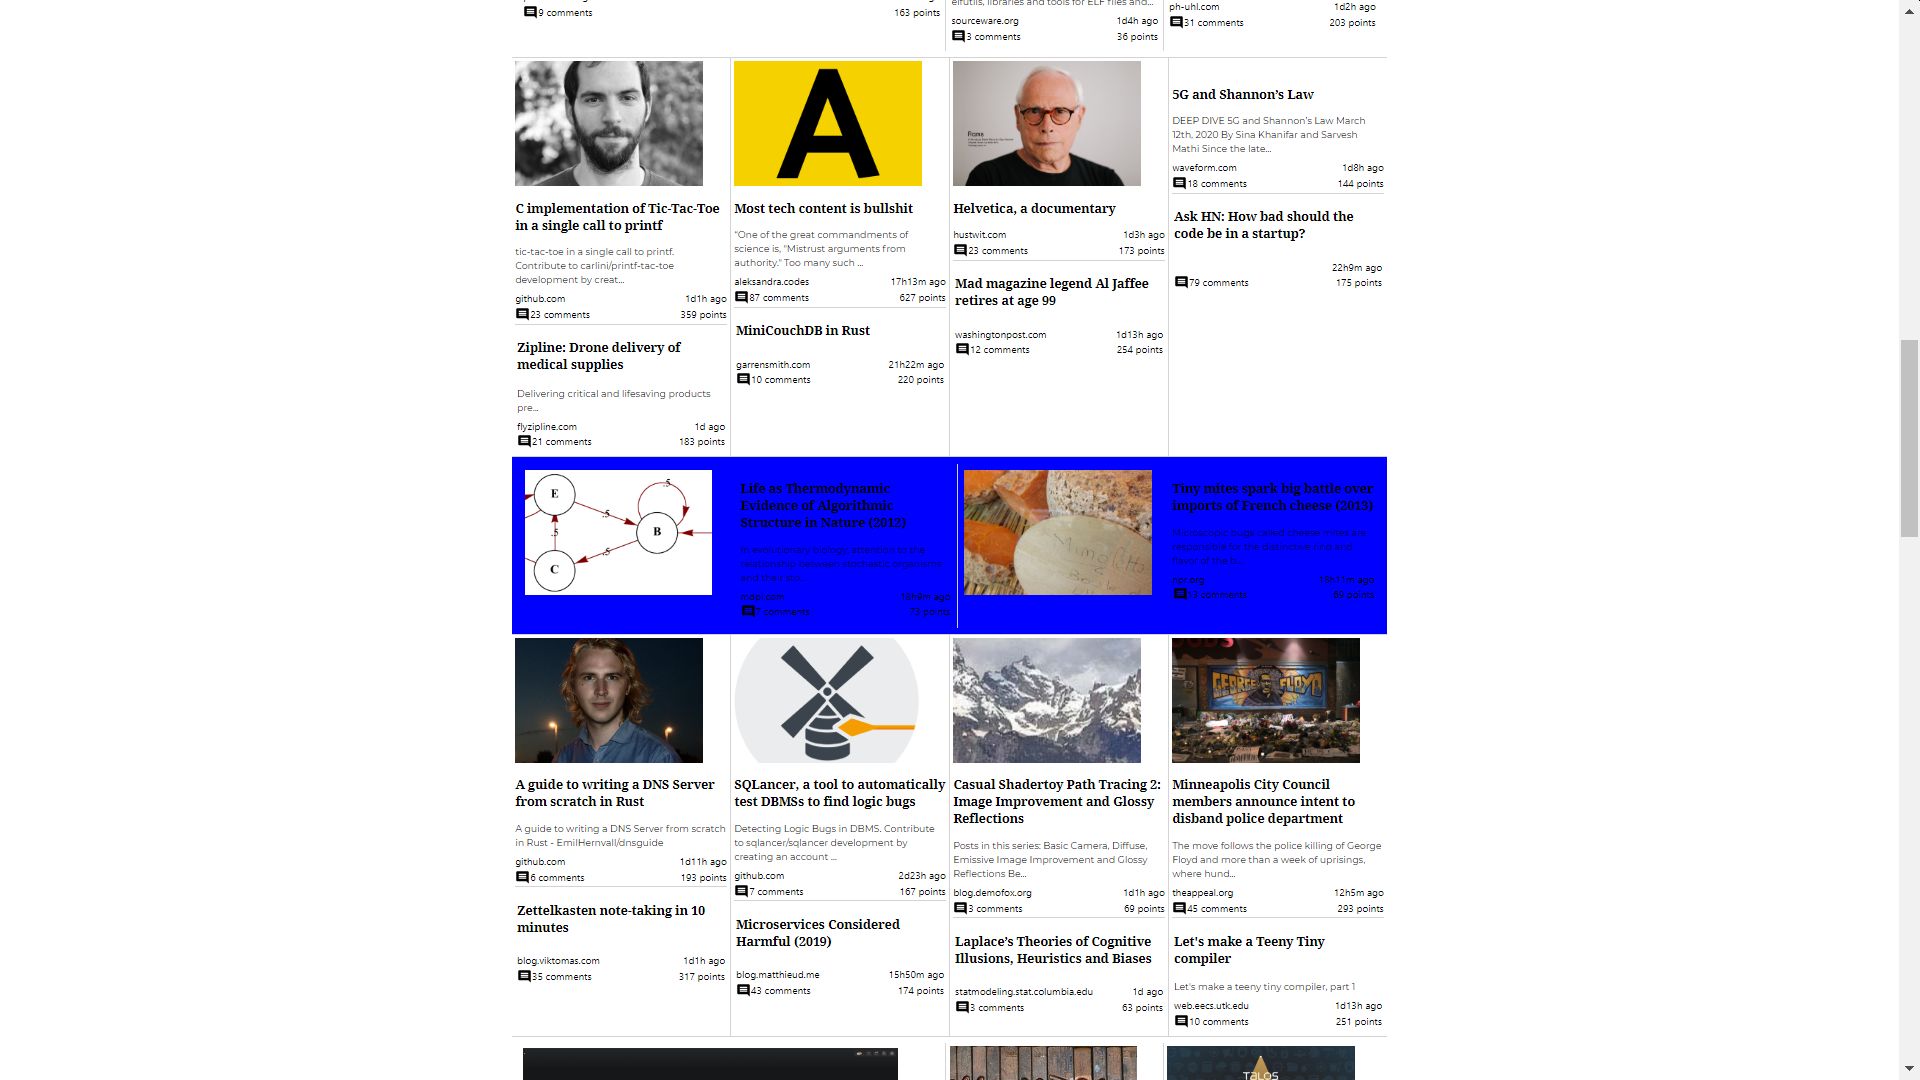 9 comments
163 points
elfutils, libraries and tools for ELF files and...
sourceware.org
1d4h ago
3 comments
36 points
ph-uhl.com
1d2h ago
31 comments
203 points
C implementation of Tic-Tac-Toe
in a single call to printf
tic-tac-toe in a single call to printf.
Contribute to carlini/printf-tac-toe
development by creat...
github.com
1d1h ago
23 comments
359 points
Zipline: Drone delivery of
medical supplies
Delivering critical and lifesaving products
pre...
flyzipline.com
1d ago
21 comments
183 points
A
Most tech content is bullshit
"One of the great commandments of
science is, "Mistrust arguments from
authority." Too many such ...
aleksandra.codes
17h13m ago
87 comments
627 points
MiniCouchDB in Rust
garrensmith.com
21h22m ago
10 comments
220 points
Rams
Helvetica, a documentary
hustwit.com
1d3h ago
23 comments
173 points
Mad magazine legend Al Jaffee
retires at age 99
washingtonpost.com
1d13h ago
12 comments
254 points
5G and Shannon's Law
DEEP DIVE 5G and Shannon's Law March
12th, 2020 By Sina Khanifar and Sarvesh
Mathi Since the late...
waveform.com
1d8h ago
18 comments
144 points
Ask HN: How bad should the
code be in a startup?
22h9m ago
79 comments
175 points
E
.5
.5
B
.5
.5
C
Life as Thermodynamic
Evidence of Algorithmic
Structure in Nature (2012)
In evolutionary biology, attention to the
relationship between stochastic organisms
and their sto...
mdpi.com
16h9m ago
7 comments
73 points
Mimolette
Tiny mites spark big battle over
imports of French cheese (2013)
Microscopic bugs called cheese mites are
responsible for the distinctive rind and
flavor of the b...
npr.org
13 comments
69 points
A guide to writing a DNS Server
from scratch in Rust
A guide to writing a DNS Server from scratch
in Rust - EmilHernvall/dnsguide
github.com
1d11h ago
6 comments
193 points
Zettelkasten note-taking in 10
minutes
blog.viktomas.com
1d1h ago
35 comments
317 points
SQLancer, a tool to automatically
test DBMSs to find logic bugs
Detecting Logic Bugs in DBMS. Contribute
to sqlancer/sqlancer development by
creating an account ...
github.com
2d23h ago
7 comments
167 points
Microservices Considered
Harmful (2019)
blog.matthieud.me
15h50m ago
43 comments
174 points
Casual Shadertoy Path Tracing 2:
Image Improvement and Glossy
Reflections
Posts in this series: Basic Camera, Diffuse,
Emissive Image Improvement and Glossy
Reflections Be...
blog.demofox.org
1d1h ago
3 comments
69 points
Laplace's Theories of Cognitive
Illusions, Heuristics and Biases
statmodeling.stat.columbia.edu
1d ago
3 comments
63 points
GEORGE FLOYD
Minneapolis City Council
members announce intent to
disband police department
The move follows the police killing of George
Floyd and more than a week of uprisings,
where hund...
theappeal.org
12h5m ago
45 comments
293 points
Let's make a Teeny Tiny
compiler
Let's make a teeny tiny compiler, part 1
web.eecs.utk.edu
1d13h ago
10 comments
251 points
TALOS